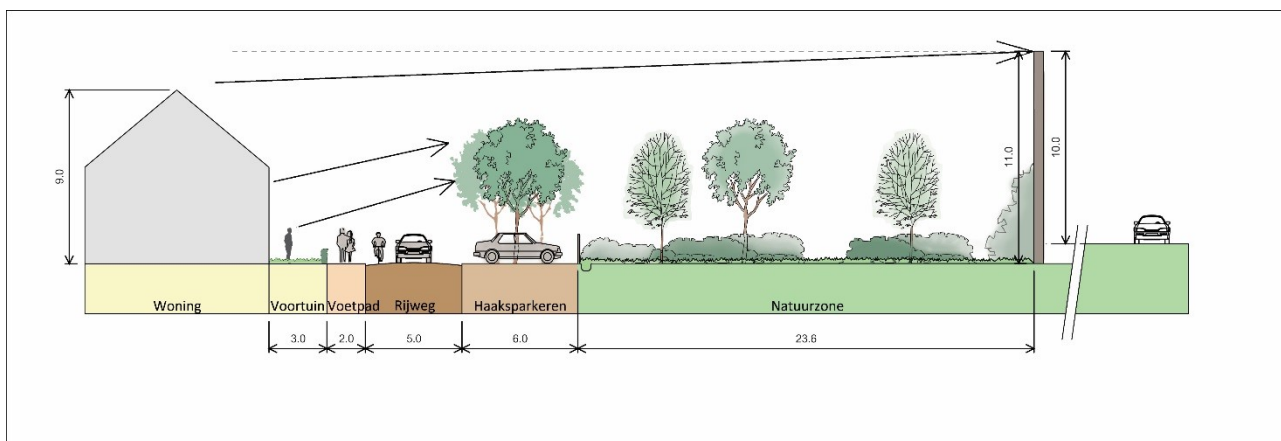 9.0
11.0
10.0
Woning
Voortuin
Voetpad
Rijweg
Haaksparkeren
Natuurzone
3.0
2.0
5.0
6.0
23.6